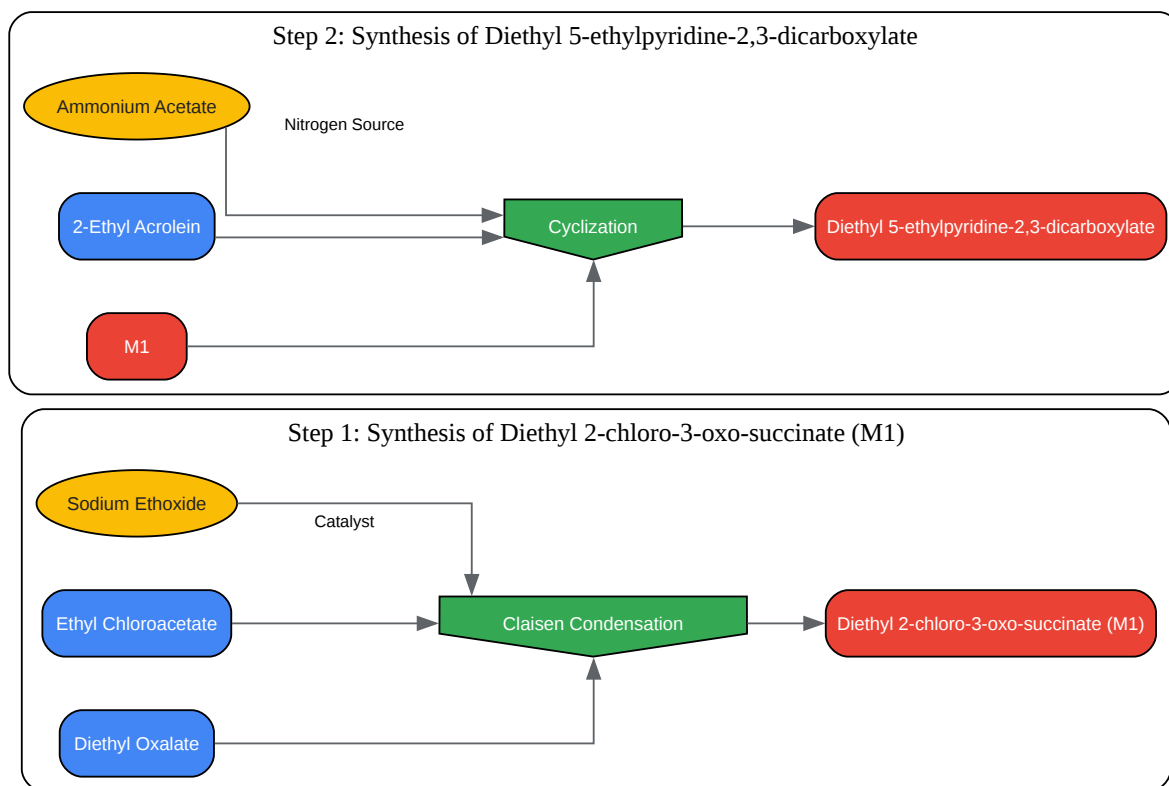 Step 2: Synthesis of Diethyl 5-ethylpyridine-2,3-dicarboxylate
Ammonium Acetate
Nitrogen Source
2-Ethyl Acrolein
Cyclization
Diethyl 5-ethylpyridine-2,3-dicarboxylate
M1
Step 1: Synthesis of Diethyl 2-chloro-3-oxo-succinate (M1)
Sodium Ethoxide
Catalyst
Ethyl Chloroacetate
Claisen Condensation
Diethyl 2-chloro-3-oxo-succinate (M1)
Diethyl Oxalate